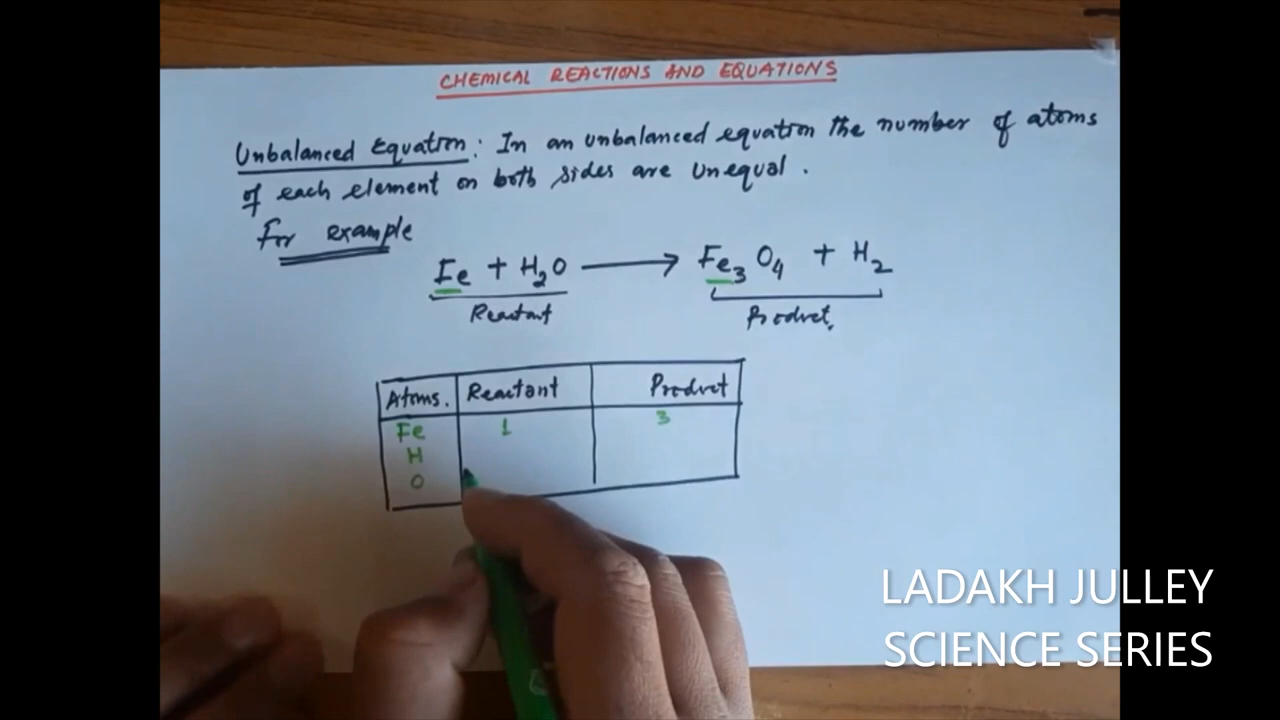 CHEMICAL REACTIONS AND EQUATIONS
Unbalanced Equation: In an unbalanced equation the number of atoms
of each element on both sides are unequal.
For example
Fe + H₂O ⟶ Fe₃O₄ + H₂
Reactant Product.
Atoms. Reactant Product
Fe 1 3
H
O
LADAKH JULLEY
SCIENCE SERIES